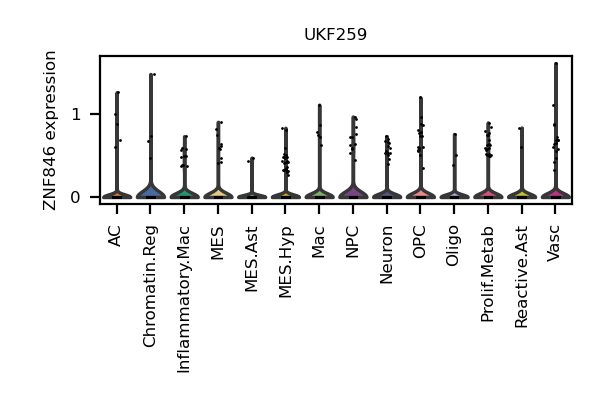 UKF259
ZNF846 expression
1
0
AC
Chromatin.Reg
Inflammatory.Mac
MES
MES.Ast
MES.Hyp
Mac
NPC
Neuron
OPC
Oligo
Prolif.Metab
Reactive.Ast
Vasc